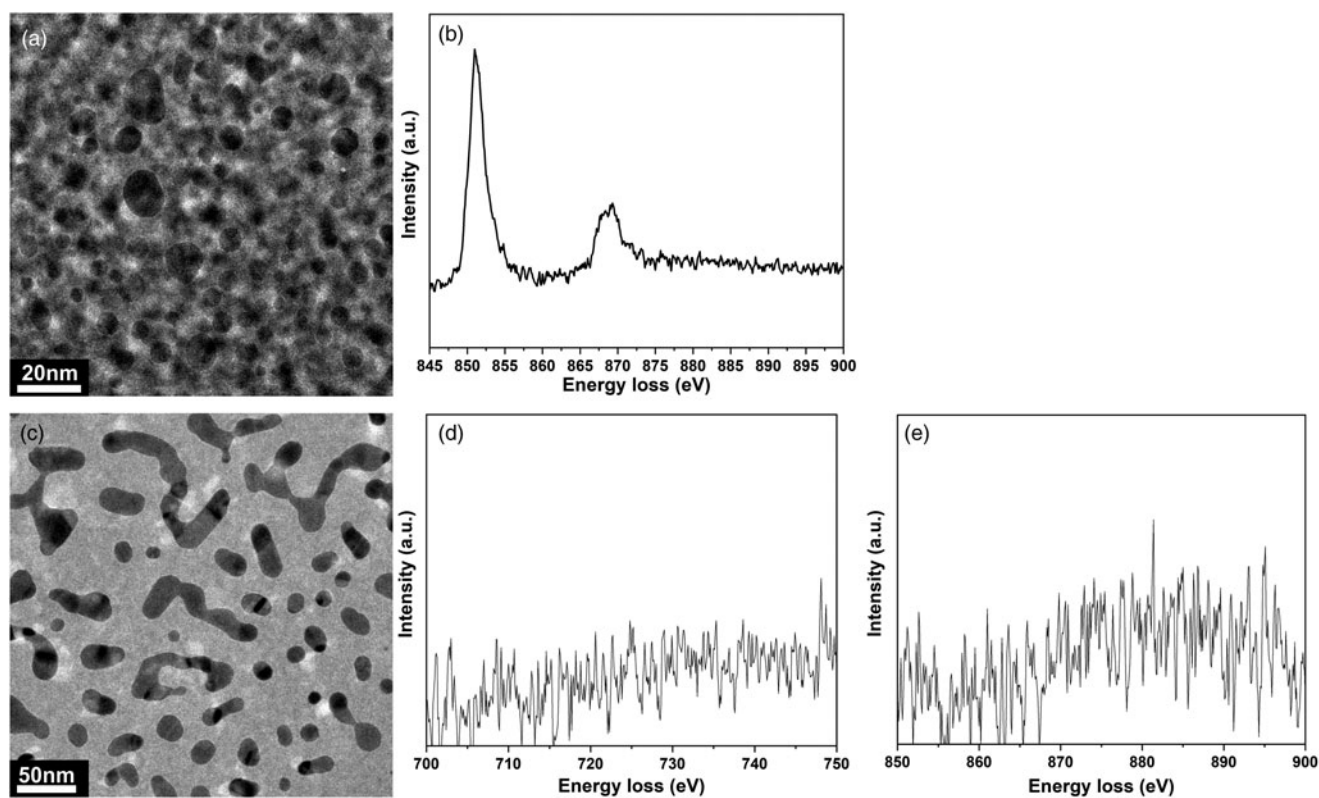 (a)
20nm
(b)
Intensity (a.u.)
845 850 855 860 865 870 875 880 885 890 895 900
Energy loss (eV)
(c)
50nm
(d)
Intensity (a.u.)
700 710 720 730 740 750
Energy loss (eV)
(e)
Intensity (a.u.)
850 860 870 880 890 900
Energy loss (eV)